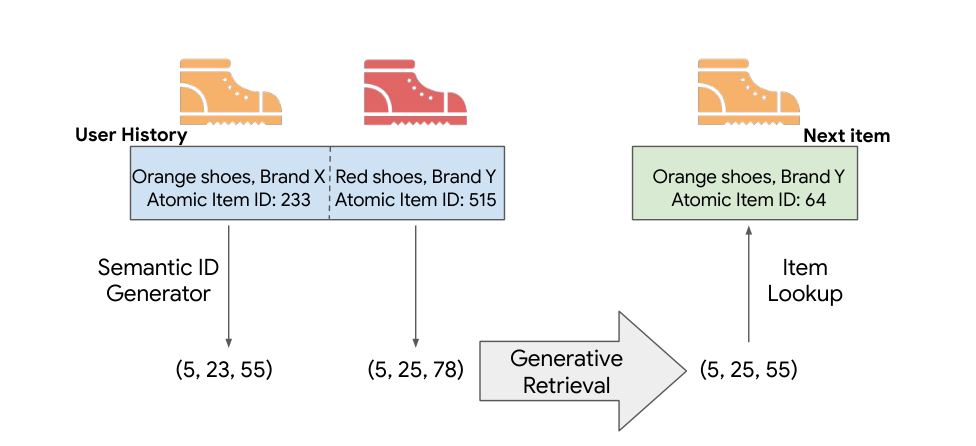 User History
Orange shoes, Brand X
Atomic Item ID: 233
Red shoes, Brand Y
Atomic Item ID: 515
Next item
Orange shoes, Brand Y
Atomic Item ID: 64
Semantic ID
Generator
Item
Lookup
(5, 23, 55)
(5, 25, 78)
Generative
Retrieval
(5, 25, 55)